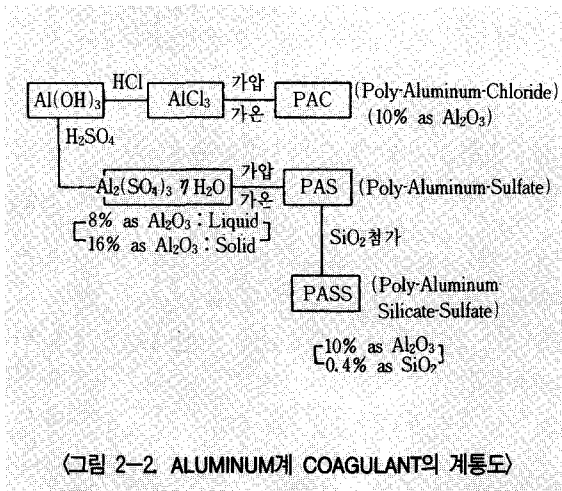 HCl 가압 (Poly-Aluminum-Chloride)
Al(OH)₃ AlCl₃ 가온 PAC (10% as Al₂O₃)
H₂SO₄
Al₂(SO₄)₃ η H₂O 가압 가온 PAS (Poly-Aluminum-Sulfate)
8% as Al₂O₃ : Liquid
16% as Al₂O₃ : Solid
SiO₂첨가
PASS (Poly-Aluminum
Silicate-Sulfate)
10% as Al₂O₃
0.4% as SiO₂
〈그림 2-2. ALUMINUM계 COAGULANT의 계통도〉